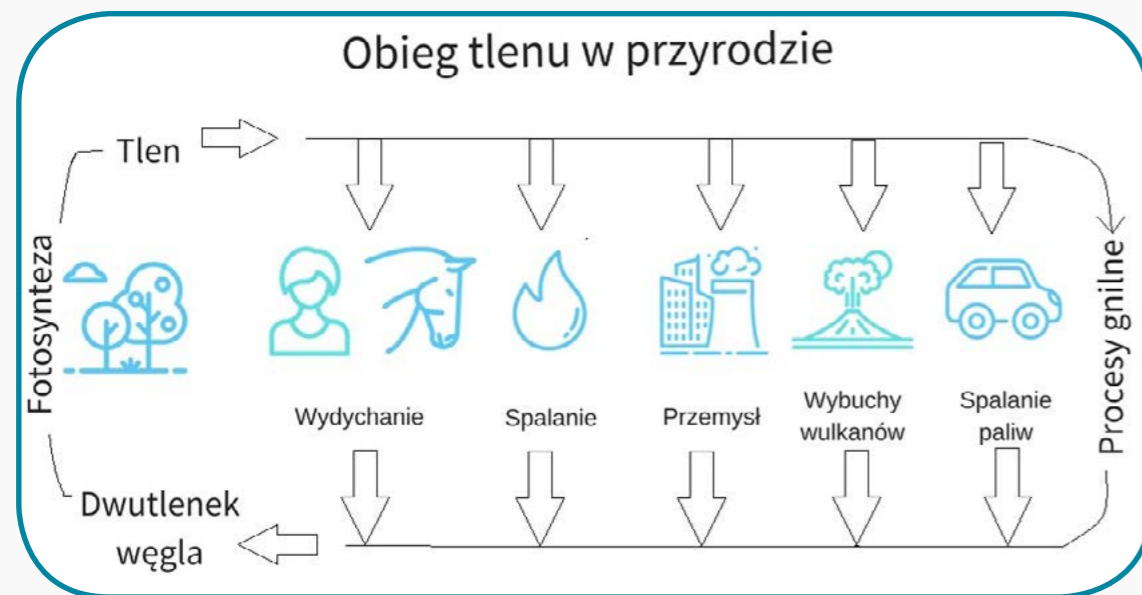 Obieg tlenu w przyrodzie
Tlen
Fotosynteza
Wydychanie
Spalanie
Przemysł
Wybuchy
wulkanów
Spalanie
paliw
Procesy gnilne
Dwutlenek
węgla